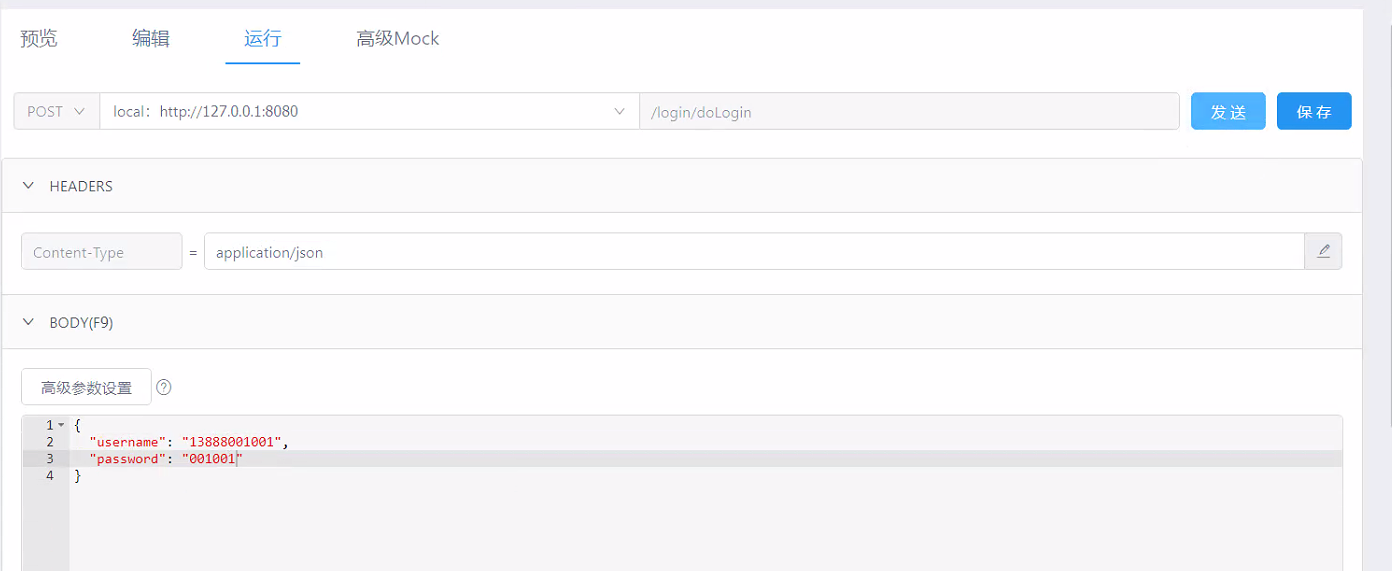 预览 编辑 运行 高级Mock
POST local：http://127.0.0.1:8080 /login/doLogin 发 送 保 存
HEADERS
Content-Type = application/json
BODY(F9)
高级参数设置 ?
1 {
2 "username": "13888001001",
3 "password": "001001"
4 }